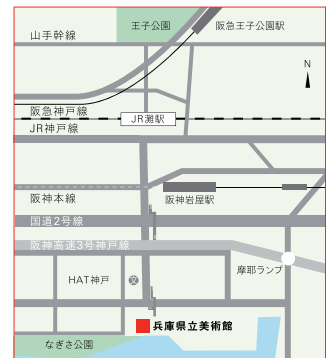 王子公園
阪急王子公園駅
山手幹線
N
阪急神戸線
JR灘駅
JR神戸線
阪神本線
阪神岩屋駅
国道2号線
阪神高速3号神戸線
摩耶ランプ
HAT神戸
文
兵庫県立美術館
なぎさ公園